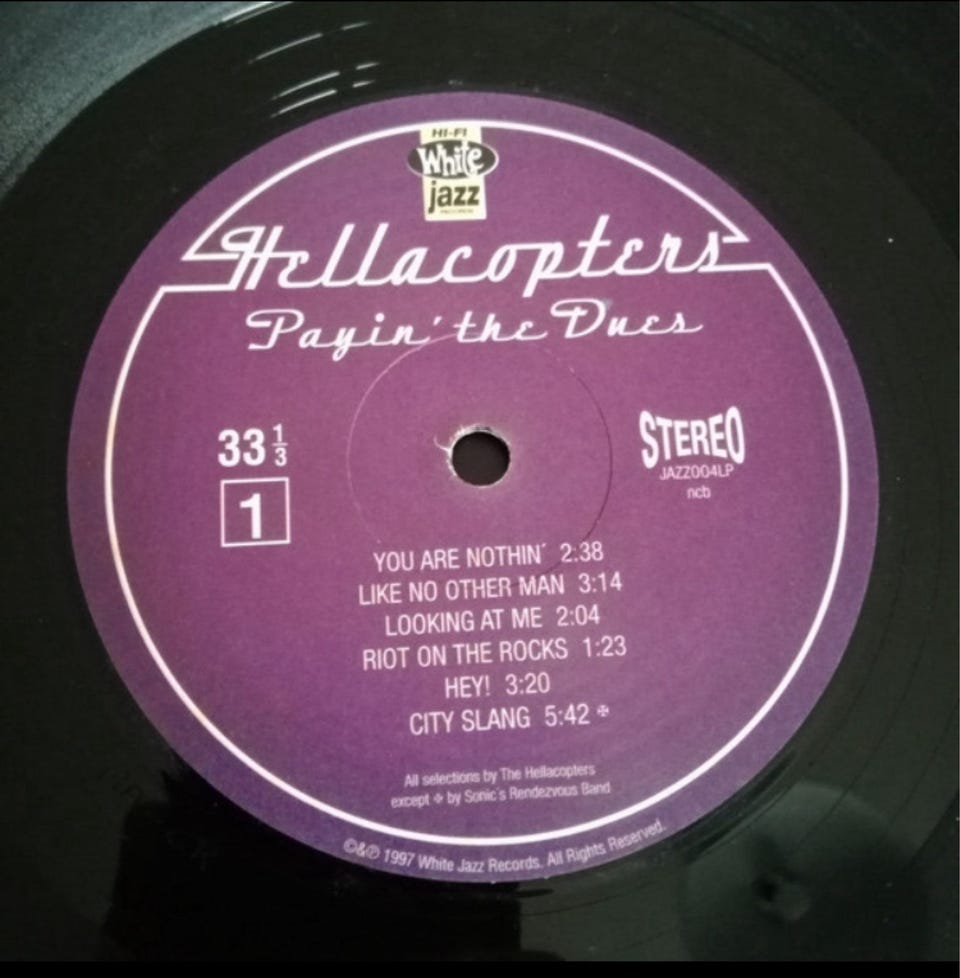 HI-FI
White
jazz
RECORDS
Hellacopters
Payin' the Dues
33 1/3
1
STEREO
JAZZ004LP
ncb
YOU ARE NOTHIN´ 2:38
LIKE NO OTHER MAN 3:14
LOOKING AT ME 2:04
RIOT ON THE ROCKS 1:23
HEY! 3:20
CITY SLANG 5:42 ✠
All selections by The Hellacopters
except ✠ by Sonic´s Rendezvous Band
©&℗ 1997 White Jazz Records. All Rights Reserved.